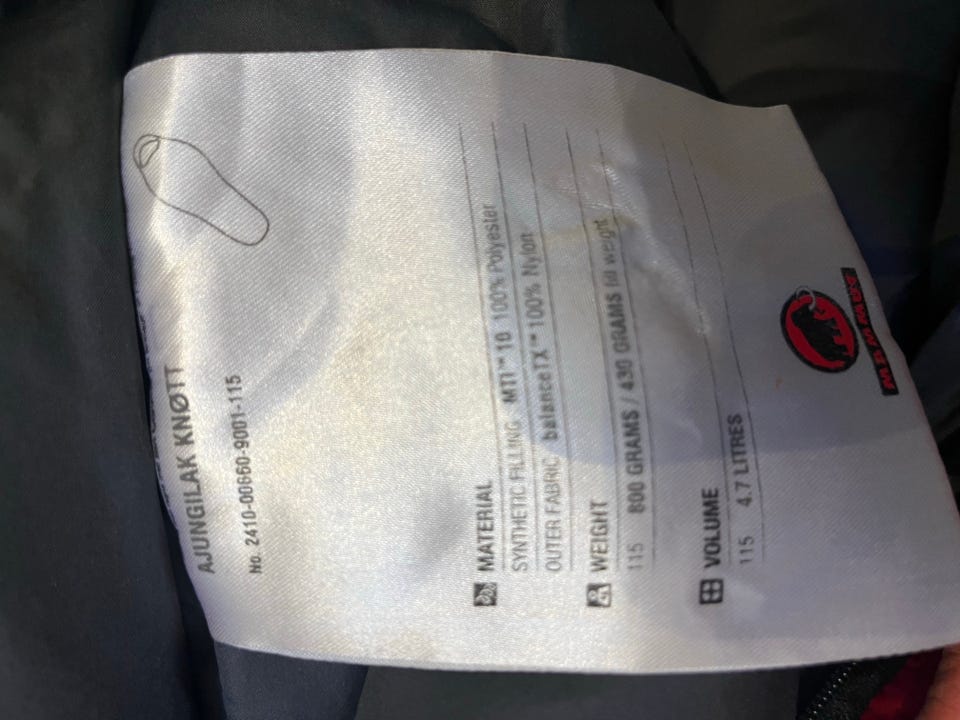 AJUNGILAK KNØTT
No. 2410-00660-9001-115
MATERIAL
SYNTHETIC FILLING MTI™ 10 100% Polyester
OUTER FABRIC balanceTX™ 100% Nylon
WEIGHT
115 800 GRAMS / 430 GRAMS fill weight
VOLUME
115 4.7 LITRES
MAMMUT